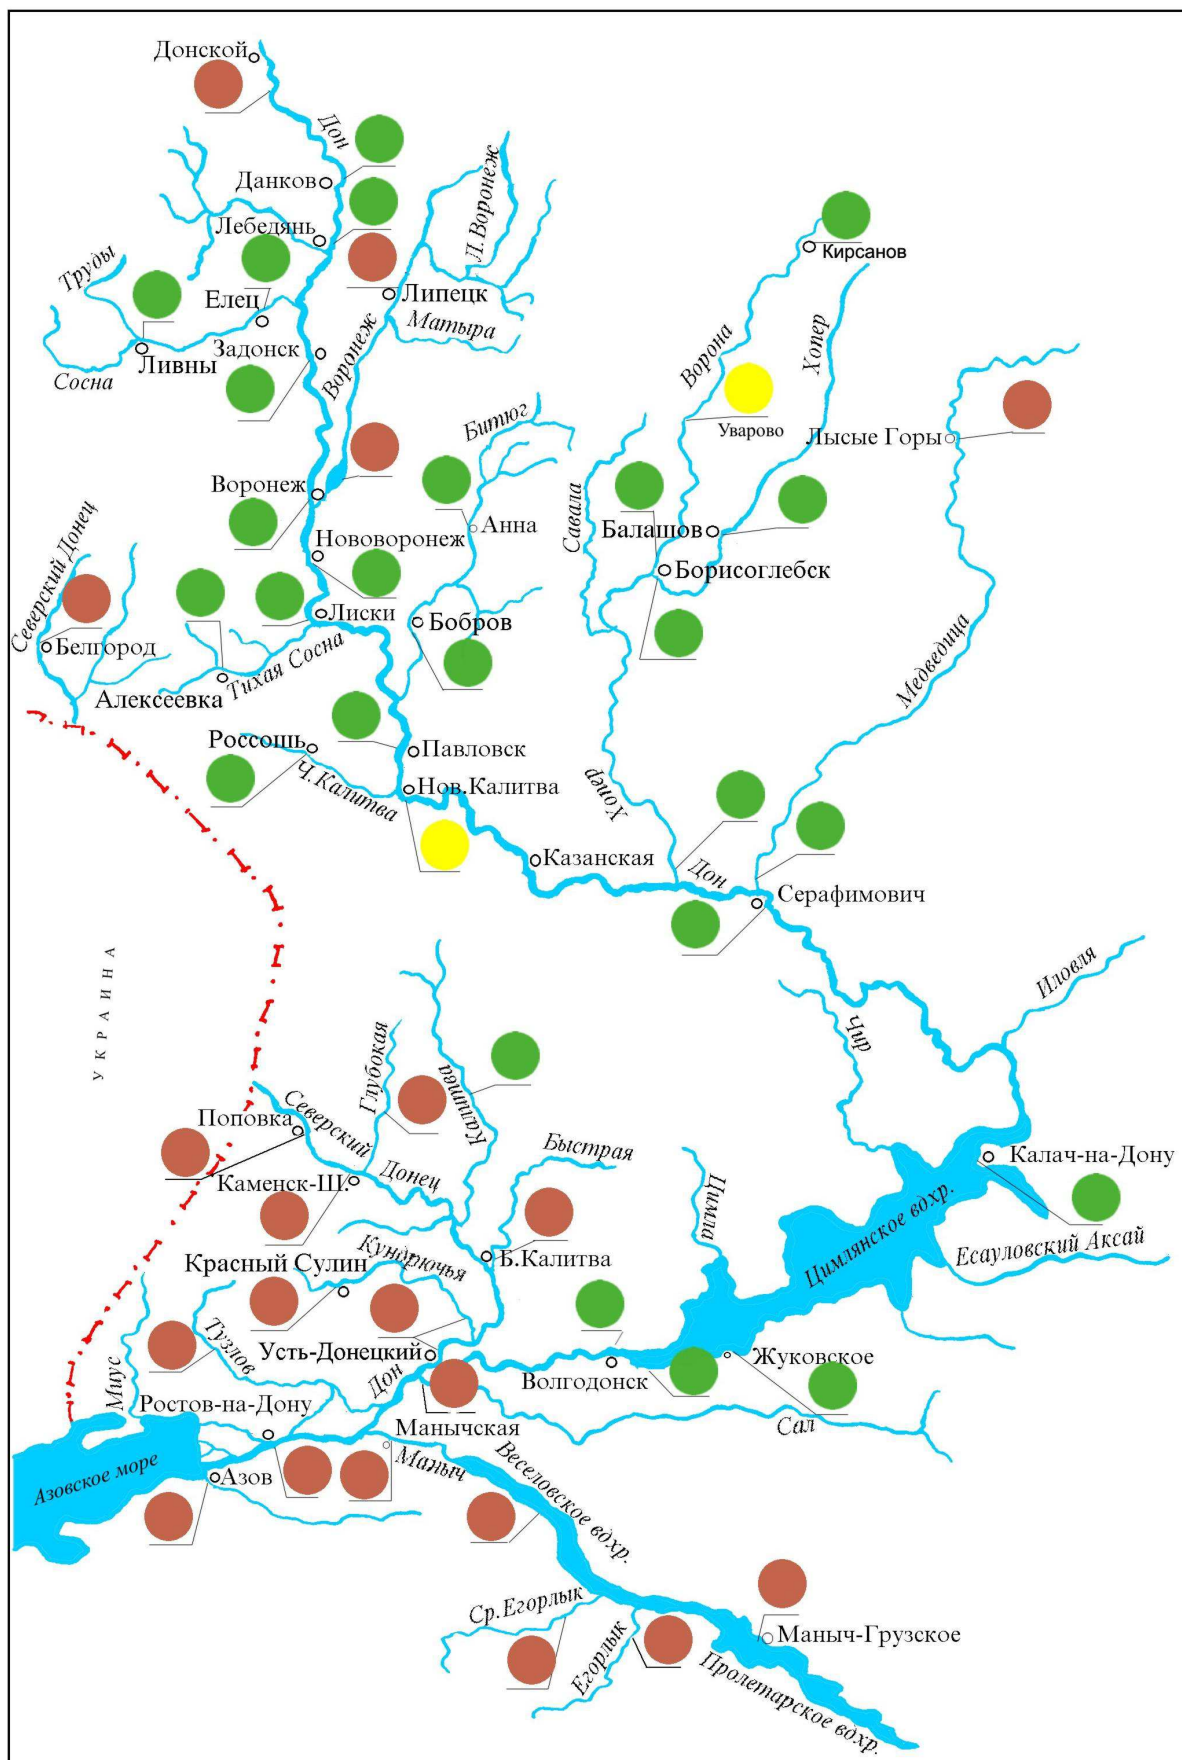 Донской
Дон
Данков
Лебедянь
Л.Воронеж
Кирсанов
Труды
Елец
Липецк
Матыра
Хопер
Ворона
Задонск
Ливны
Сосна
Воронеж
Уварово
Лысые Горы
Битюг
Воронеж
Анна
Савала
Балашов
Нововоронеж
Борисоглебск
Северский Донец
Лиски
Бобров
Белгород
Тихая Сосна
Медведица
Алексеевка
Россошь
Павловск
Ч.Калитва
Нов.Калитва
Хопер
Казанская
Дон
Серафимович
УКРАИНА
Иловля
Чир
Глубокая
Калитва
Поповка
Северский
Донец
Быстрая
Каменск-Ш.
Калач-на-Дону
Цимла
Цимлянское вдхр.
Есауловский Аксай
Красный Сулин
Кундрючья
Б.Калитва
Тузлов
Усть-Донецкий
Жуковское
Волгодонск
Миус
Дон
Ростов-на-Дону
Манычская
Сал
Маныч
Азовское море
Азов
Веселовское вдхр.
Ср.Егорлык
Егорлык
Маныч-Грузское
Пролетарское вдхр.